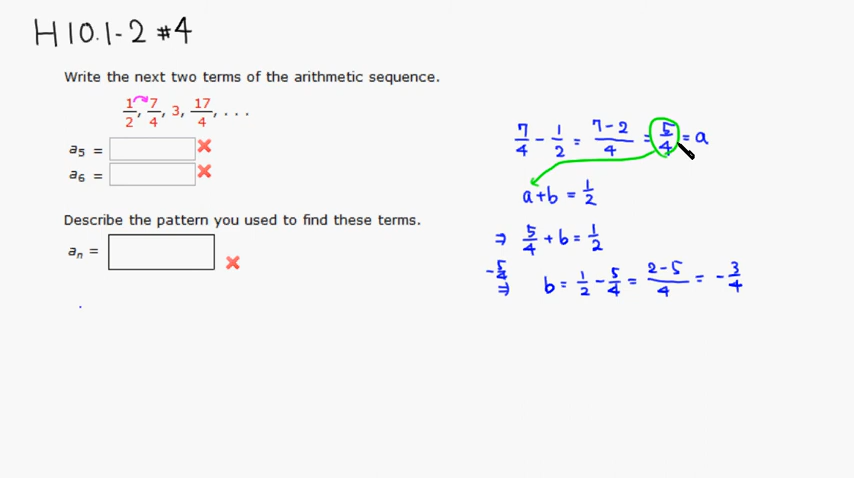 H 10.1-2 #4
Write the next two terms of the arithmetic sequence.
1/2, 7/4, 3, 17/4, . . .
a5 =
a6 =
Describe the pattern you used to find these terms.
an =
7/4 - 1/2 = (7-2)/4 = 5/4 = a
a+b = 1/2
⇒ 5/4 + b = 1/2
-5/4 ⇒ b = 1/2 - 5/4 = (2-5)/4 = -3/4